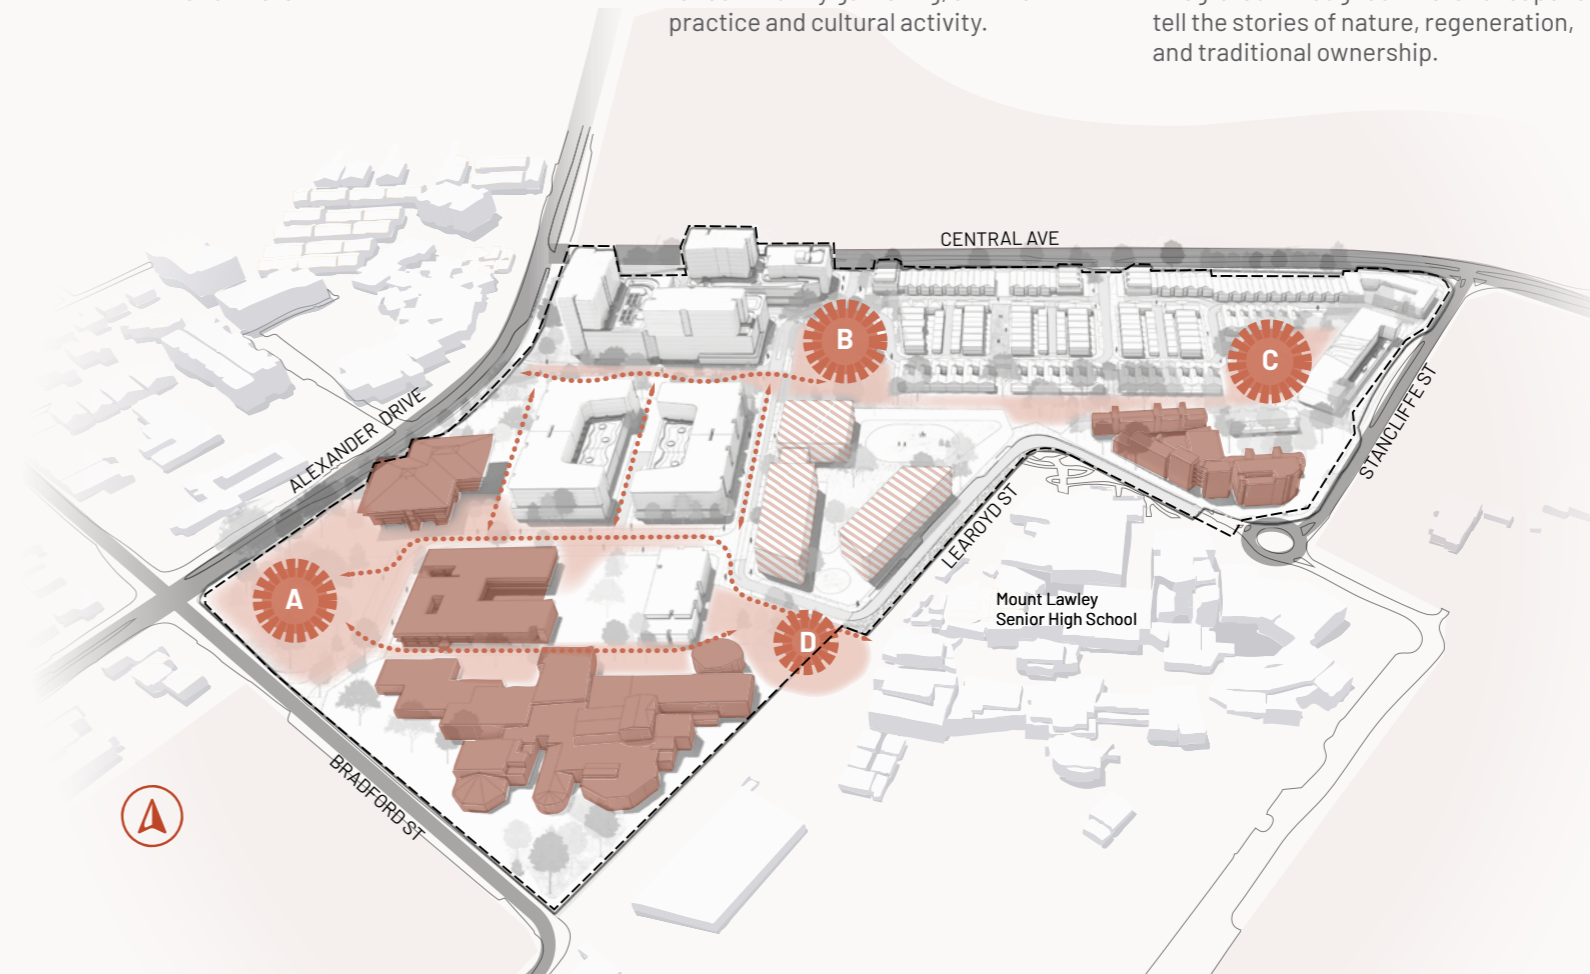 practice and cultural activity.
tell the stories of nature, regeneration,
and traditional ownership.
CENTRAL AVE
B
C
ALEXANDER DRIVE
STANCLIFFE ST
LEAROYD ST
A
Mount Lawley
Senior High School
D
BRADFORD ST